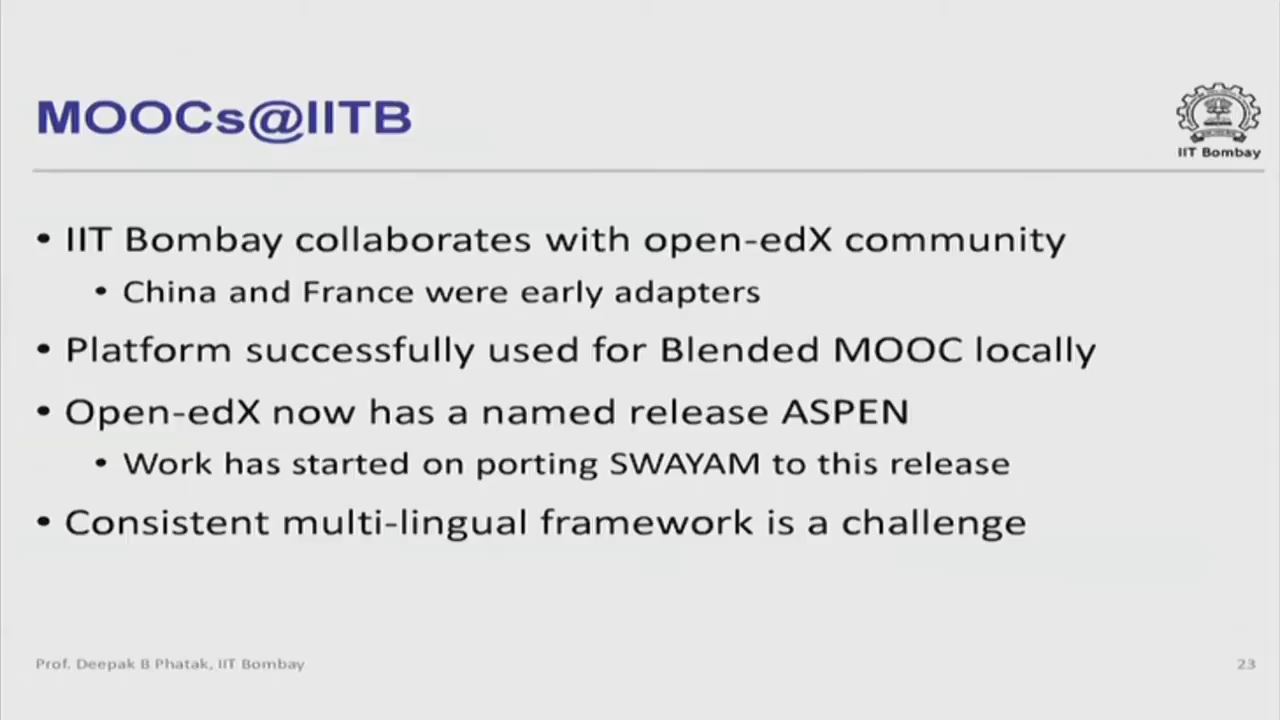 MOOCs@IITB
IIT Bombay
• IIT Bombay collaborates with open-edX community
• China and France were early adapters
• Platform successfully used for Blended MOOC locally
• Open-edX now has a named release ASPEN
• Work has started on porting SWAYAM to this release
• Consistent multi-lingual framework is a challenge
Prof. Deepak B Phatak, IIT Bombay
23